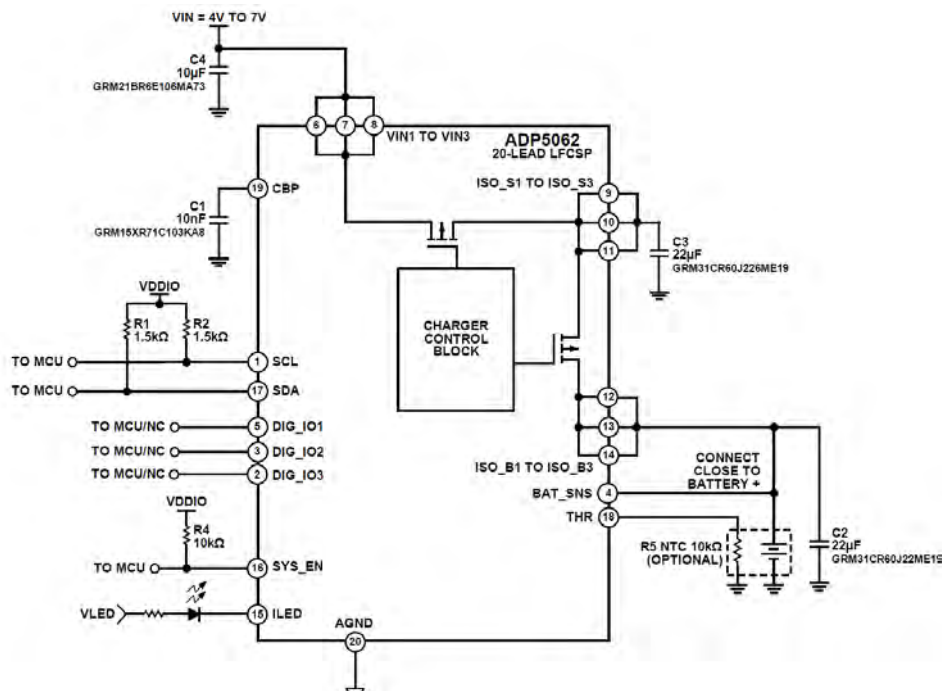 VIN = 4V TO 7V
C4
10µF
GRM21BR6E106MA73
6
7
8
VIN1 TO VIN3
ADP5062
20-LEAD LFCSP
ISO_S1 TO ISO_S3
9
10
11
19
CBP
C1
10nF
GRM15XR71C103KA8
C3
22µF
GRM31CR60J226ME19
VDDIO
R1
1.5kΩ
R2
1.5kΩ
CHARGER
CONTROL
BLOCK
TO MCU
1
SCL
TO MCU
17
SDA
TO MCU/NC
5
DIG_IO1
TO MCU/NC
3
DIG_IO2
TO MCU/NC
2
DIG_IO3
12
13
14
ISO_B1 TO ISO_B3
CONNECT
CLOSE TO
BATTERY +
BAT_SNS
4
THR
18
VDDIO
R4
10kΩ
TO MCU
16
SYS_EN
R5 NTC 10kΩ
(OPTIONAL)
C2
22µF
GRM31CR60J22ME19
VLED
15
ILED
AGND
20